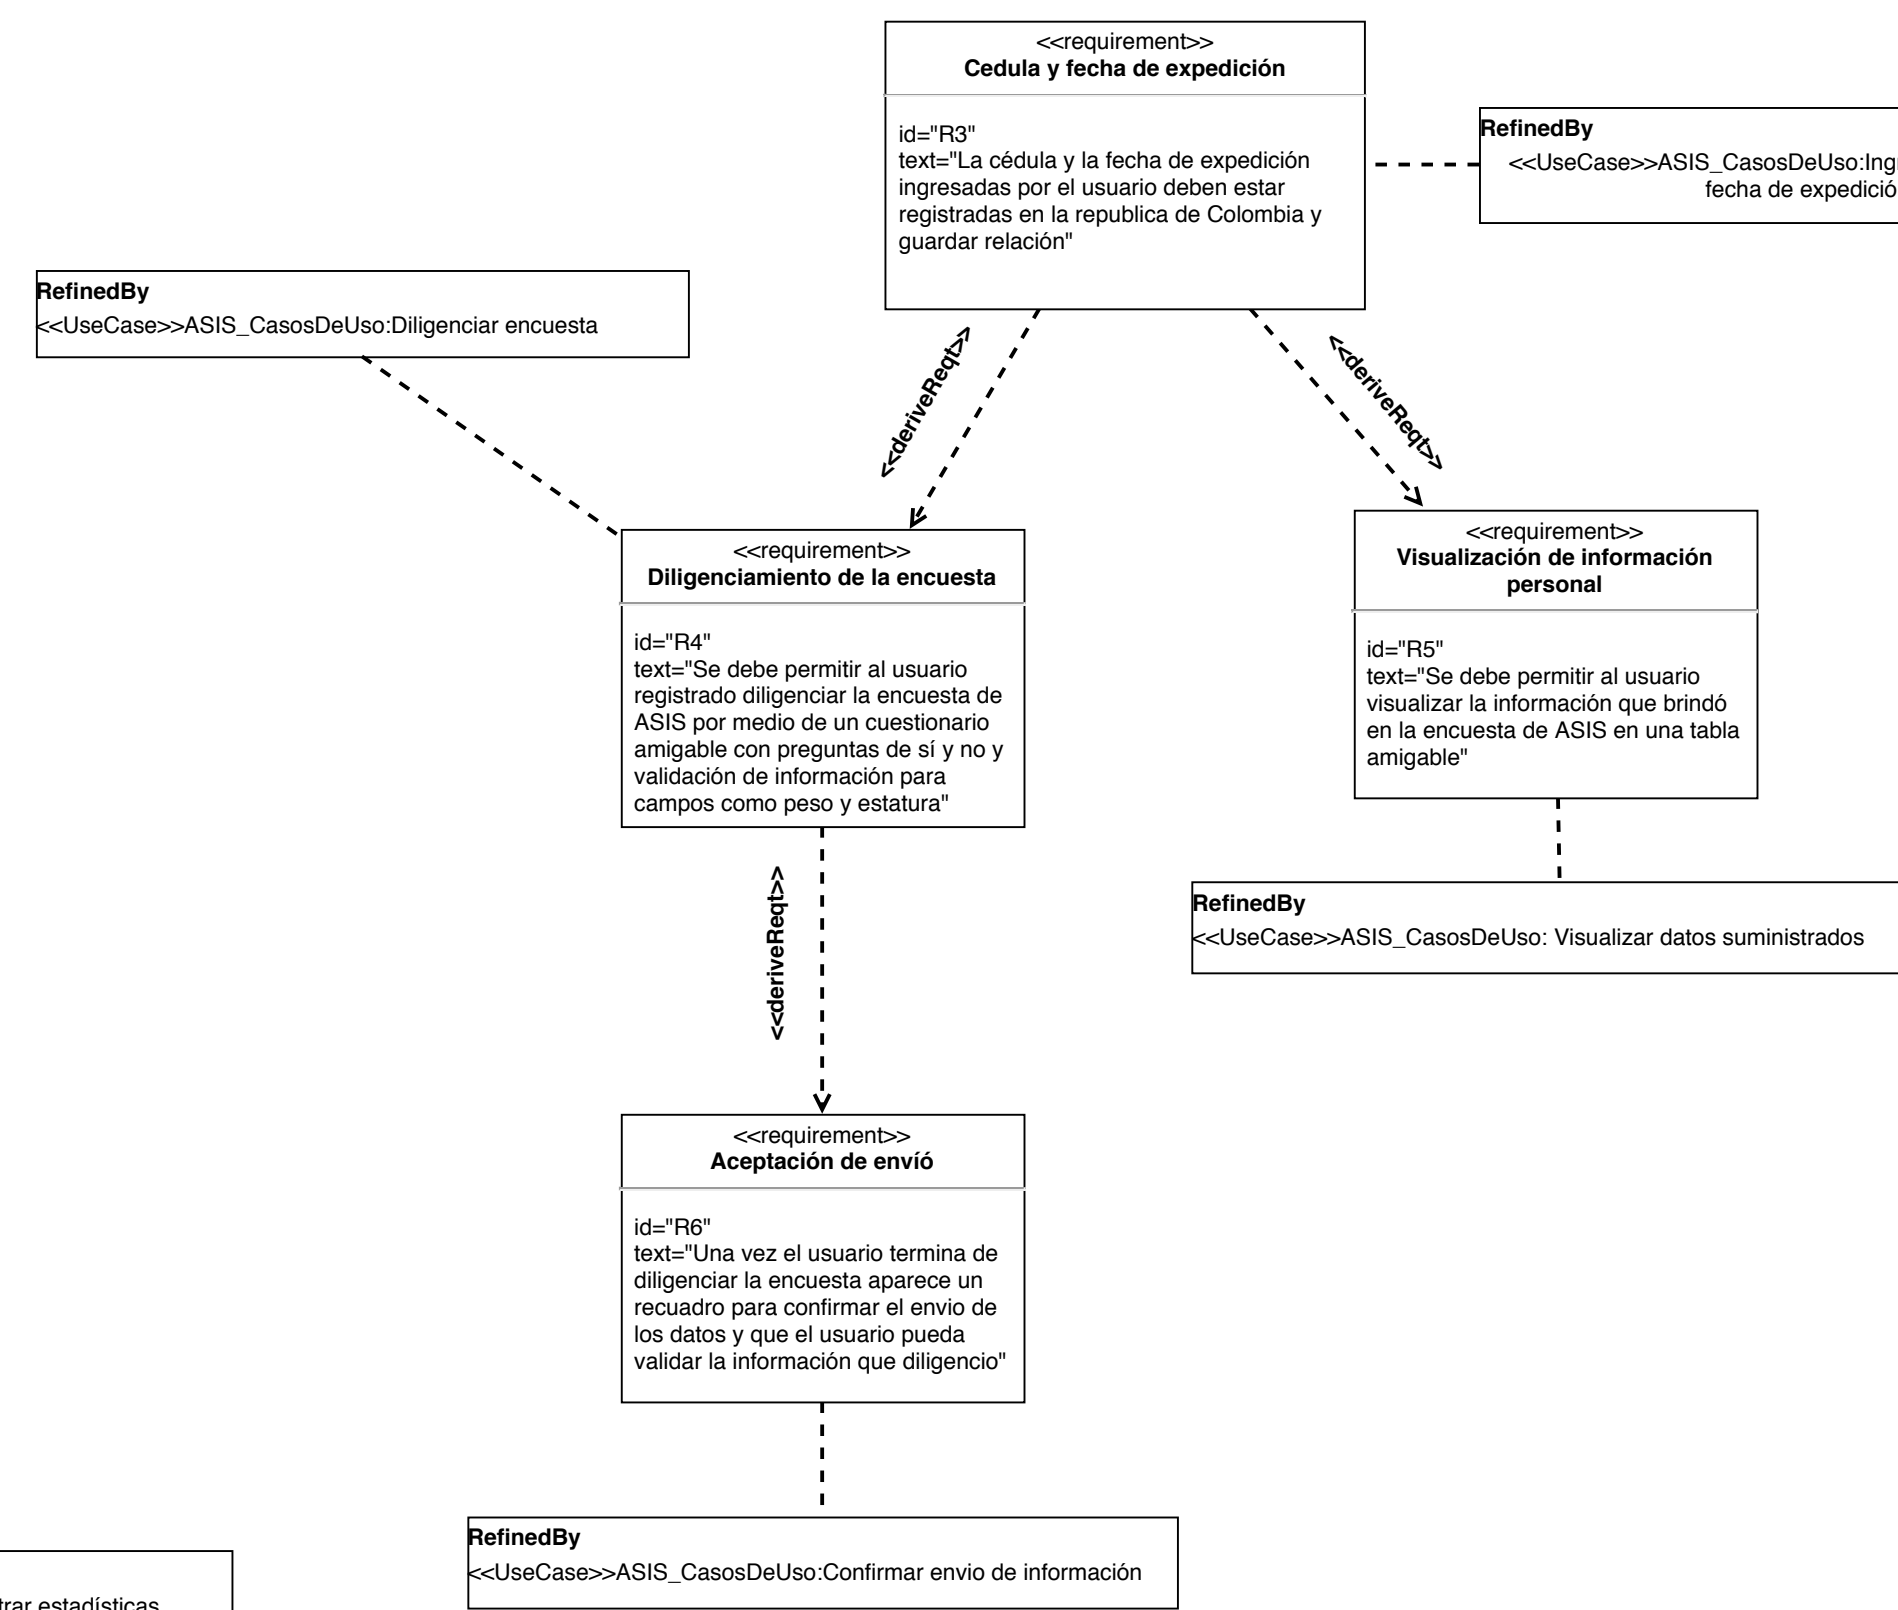 <<requirement>>
Cedula y fecha de expedición
id="R3"
text="La cédula y la fecha de expedición
ingresadas por el usuario deben estar
registradas en la republica de Colombia y
guardar relación"
RefinedBy
<<UseCase>>ASIS_CasosDeUso:Ingr
fecha de expedició
RefinedBy
<<UseCase>>ASIS_CasosDeUso:Diligenciar encuesta
<<deriveReqt>>
<<deriveReqt>>
<<requirement>>
Diligenciamiento de la encuesta
id="R4"
text="Se debe permitir al usuario
registrado diligenciar la encuesta de
ASIS por medio de un cuestionario
amigable con preguntas de sí y no y
validación de información para
campos como peso y estatura"
<<requirement>>
Visualización de información
personal
id="R5"
text="Se debe permitir al usuario
visualizar la información que brindó
en la encuesta de ASIS en una tabla
amigable"
<<deriveReqt>>
RefinedBy
<<UseCase>>ASIS_CasosDeUso: Visualizar datos suministrados
<<requirement>>
Aceptación de envíó
id="R6"
text="Una vez el usuario termina de
diligenciar la encuesta aparece un
recuadro para confirmar el envio de
los datos y que el usuario pueda
validar la información que diligencio"
RefinedBy
<<UseCase>>ASIS_CasosDeUso:Confirmar envio de información
trar estadísticas